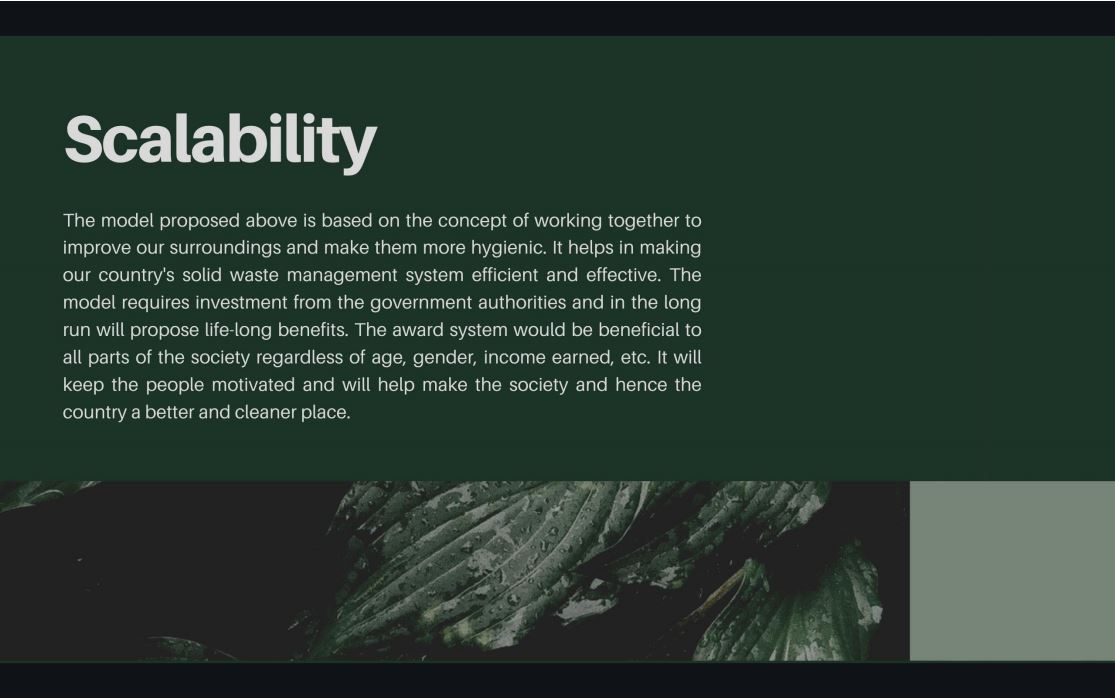 Scalability
The model proposed above is based on the concept of working together to
improve our surroundings and make them more hygienic. It helps in making
our country's solid waste management system efficient and effective. The
model requires investment from the government authorities and in the long
run will propose life-long benefits. The award system would be beneficial to
all parts of the society regardless of age, gender, income earned, etc. It will
keep the people motivated and will help make the society and hence the
country a better and cleaner place.